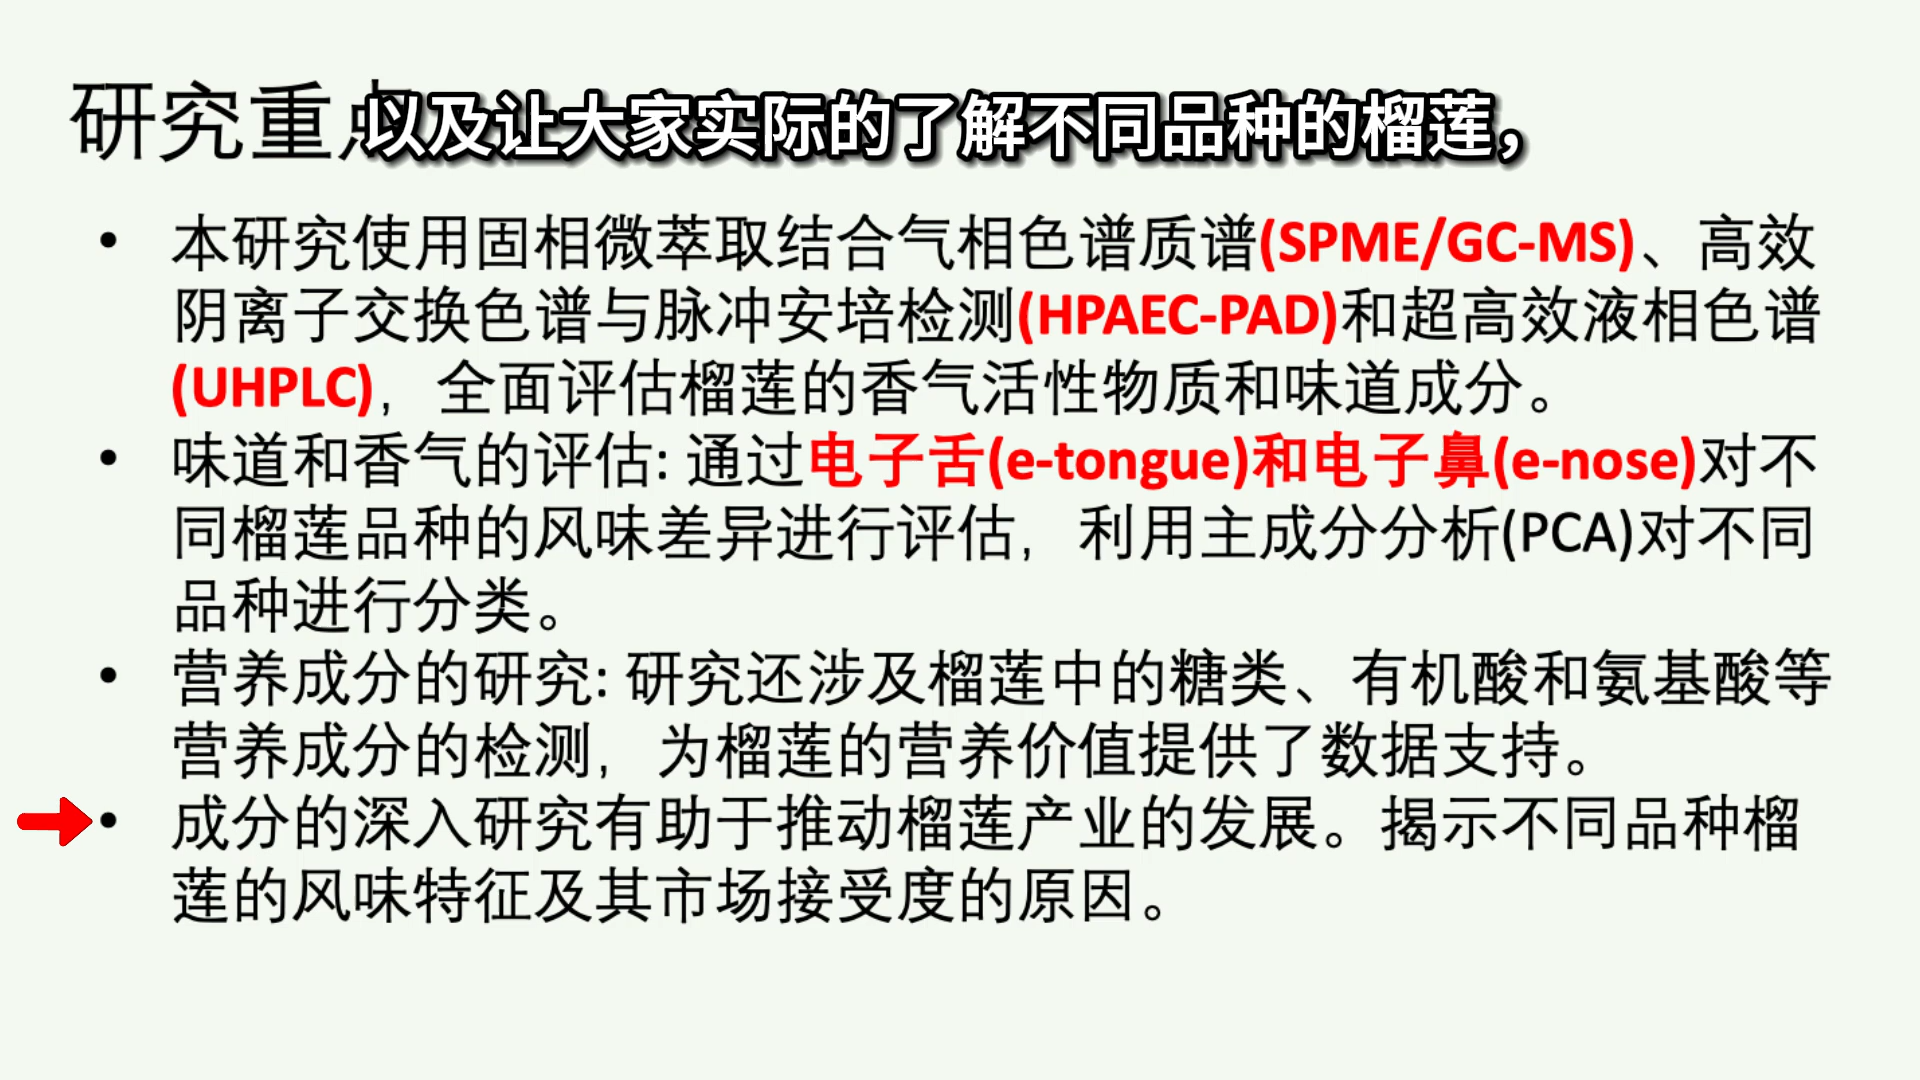 研究重点
以及让大家实际的了解不同品种的榴莲，
• 本研究使用固相微萃取结合气相色谱质谱(SPME/GC-MS)、高效
阴离子交换色谱与脉冲安培检测(HPAEC-PAD)和超高效液相色谱
(UHPLC)，全面评估榴莲的香气活性物质和味道成分。
• 味道和香气的评估: 通过电子舌(e-tongue)和电子鼻(e-nose)对不
同榴莲品种的风味差异进行评估，利用主成分分析(PCA)对不同
品种进行分类。
• 营养成分的研究: 研究还涉及榴莲中的糖类、有机酸和氨基酸等
营养成分的检测，为榴莲的营养价值提供了数据支持。
• 成分的深入研究有助于推动榴莲产业的发展。揭示不同品种榴
莲的风味特征及其市场接受度的原因。